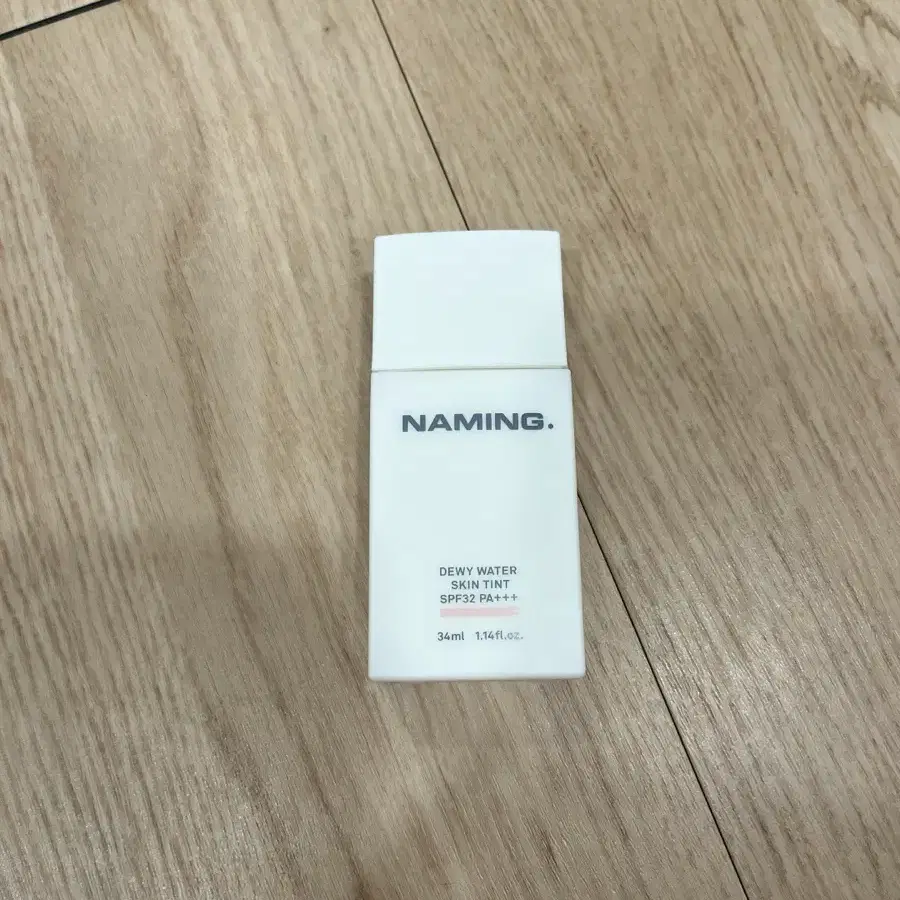 NAMING.
DEWY WATER
SKIN TINT
SPF32 PA+++
34ml 1.14fl.oz.